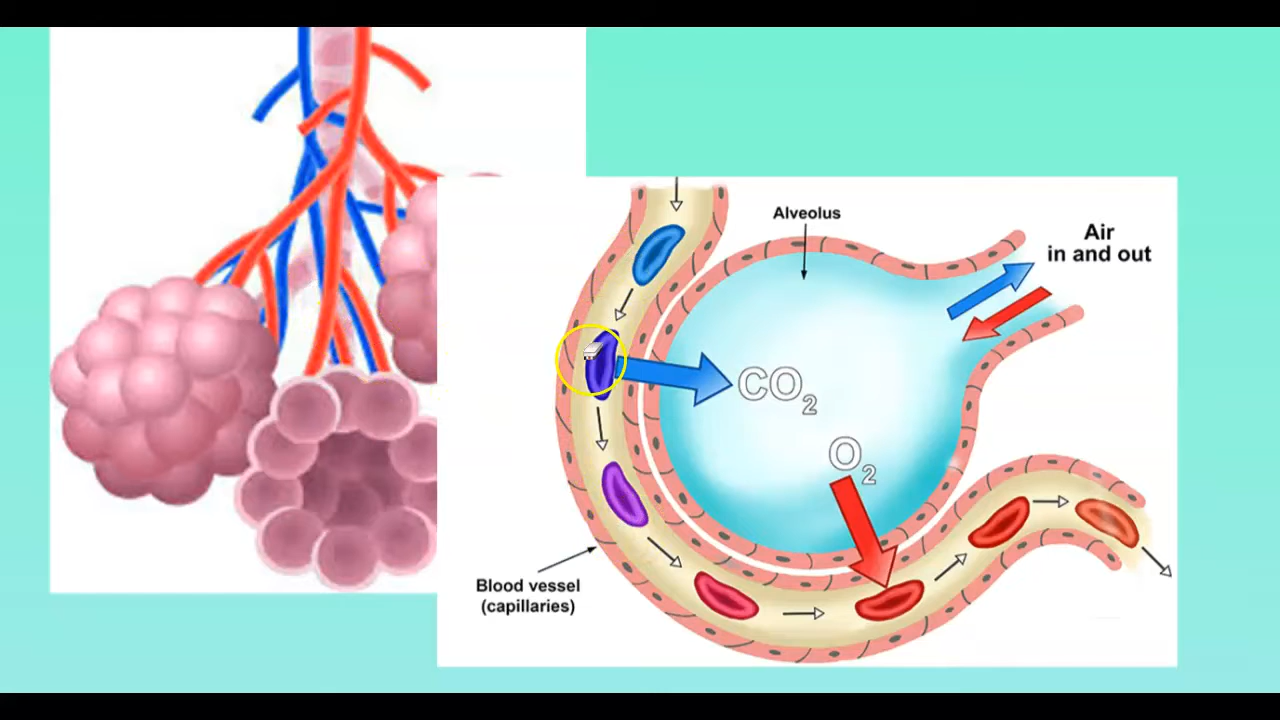 Alveolus
Air
in and out
CO₂
O₂
Blood vessel
(capillaries)